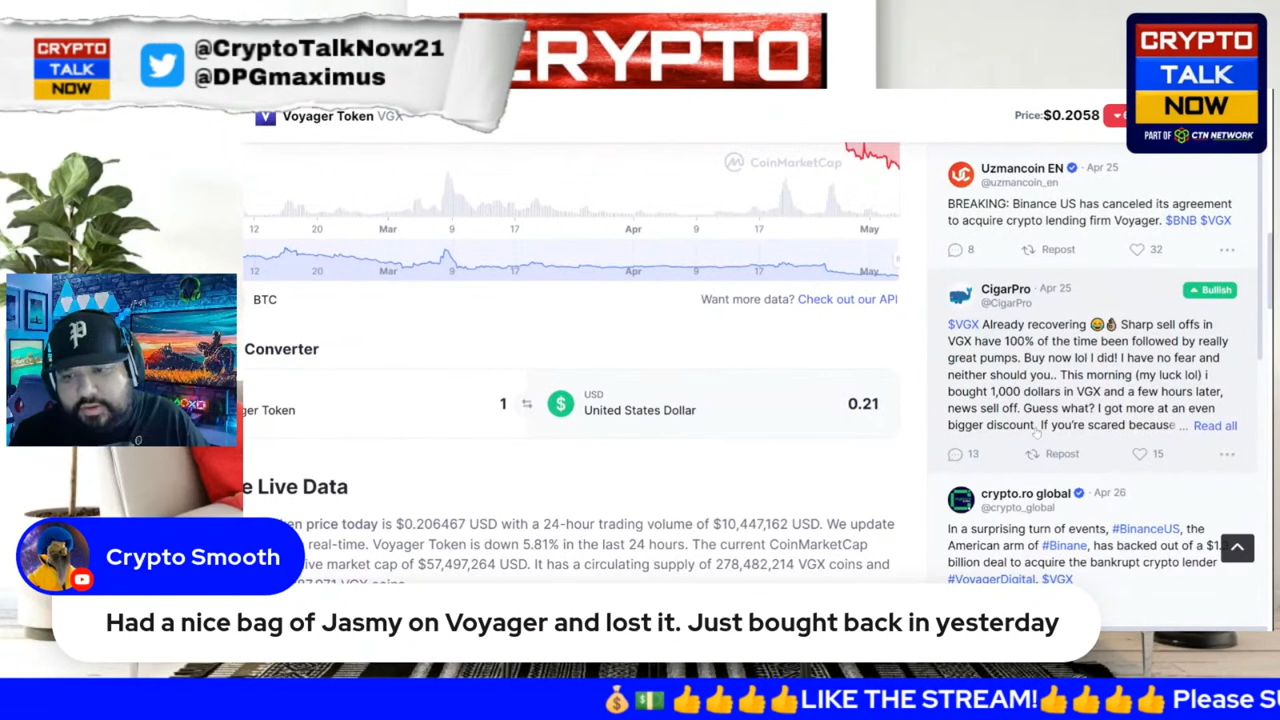 @CryptoTalkNow21
@DPGmaximus
CRYPTO
TALK
NOW
CRYPTO
CRYPTO
TALK
NOW
PART OF CTN NETWORK
Voyager Token VGX
Price:$0.2058
CoinMarketCap
12 20 Mar 9 17 Apr 9 17 May
12 20 Mar 9 17 Apr 9 17 May
BTC
Want more data? Check out our API
Converter
ger Token
1
USD
United States Dollar
0.21
e Live Data
ken price today is $0.206467 USD with a 24-hour trading volume of $10,447,162 USD. We update
real-time. Voyager Token is down 5.81% in the last 24 hours. The current CoinMarketCap
ive market cap of $57,497,264 USD. It has a circulating supply of 278,482,214 VGX coins and
Uzmancoin EN · Apr 25
@uzmancoin_en
BREAKING: Binance US has canceled its agreement
to acquire crypto lending firm Voyager. $BNB $VGX
8 Repost 32
CigarPro · Apr 25
@CigarPro
Bullish
$VGX Already recovering 😂👌🏿 Sharp sell offs in
VGX have 100% of the time been followed by really
great pumps. Buy now lol I did! I have no fear and
neither should you.. This morning (my luck lol) i
bought 1,000 dollars in VGX and a few hours later,
news sell off. Guess what? I got more at an even
bigger discount. If you're scared because ... Read all
13 Repost 15
crypto.ro global · Apr 26
@crypto_global
In a surprising turn of events, #BinanceUS, the
American arm of #Binane, has backed out of a $1.
billion deal to acquire the bankrupt crypto lender
#VoyagerDigital. $VGX
P
Crypto Smooth
Had a nice bag of Jasmy on Voyager and lost it. Just bought back in yesterday
💰 💵 👍👍👍👍LIKE THE STREAM!👍👍👍👍 Please S